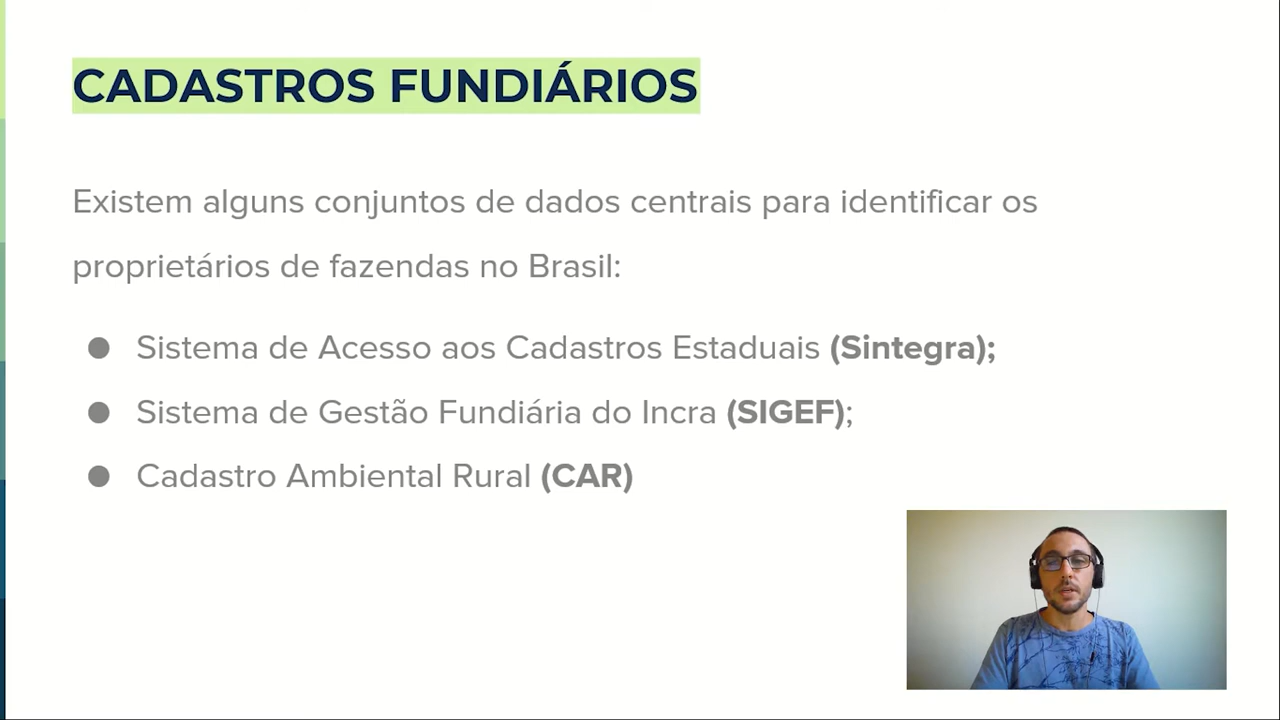 CADASTROS FUNDIÁRIOS
Existem alguns conjuntos de dados centrais para identificar os
proprietários de fazendas no Brasil:
● Sistema de Acesso aos Cadastros Estaduais (Sintegra);
● Sistema de Gestão Fundiária do Incra (SIGEF);
● Cadastro Ambiental Rural (CAR)